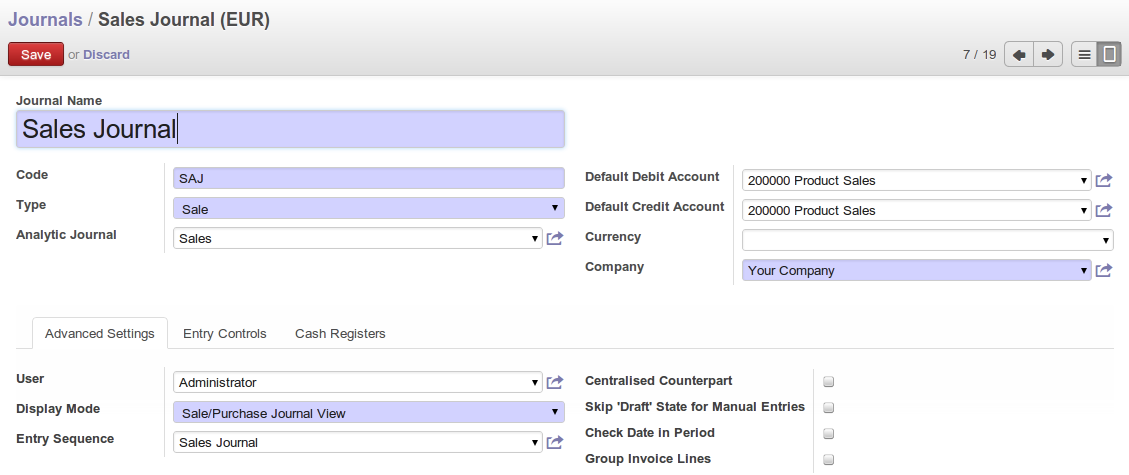 Journals / Sales Journal (EUR)
Save or Discard
7 / 19
Journal Name
Sales Journal
Code SAJ
Type Sale
Analytic Journal Sales
Default Debit Account 200000 Product Sales
Default Credit Account 200000 Product Sales
Currency
Company Your Company
Advanced Settings Entry Controls Cash Registers
User Administrator
Display Mode Sale/Purchase Journal View
Entry Sequence Sales Journal
Centralised Counterpart
Skip 'Draft' State for Manual Entries
Check Date in Period
Group Invoice Lines